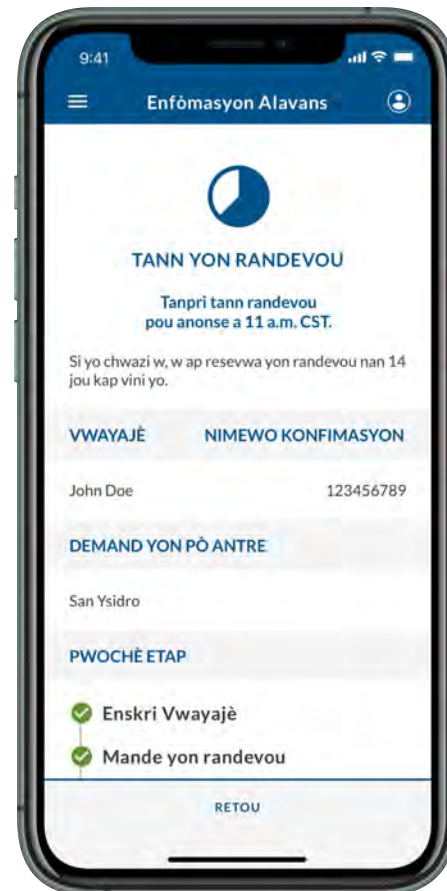 9:41
Enfòmasyon Alavans
TANN YON RANDEVOU
Tanpri tann randevou
pou anonse a 11 a.m. CST.
Si yo chwazi w, w ap resevwa yon randevou nan 14
jou kap vini yo.
VWAYAJÈ NIMEWO KONFIMASYON
John Doe 123456789
DEMAND YON PÒ ANTRE
San Ysidro
PWOCHÈ ETAP
Enskri Vwayajè
Mande yon randevou
RETOU